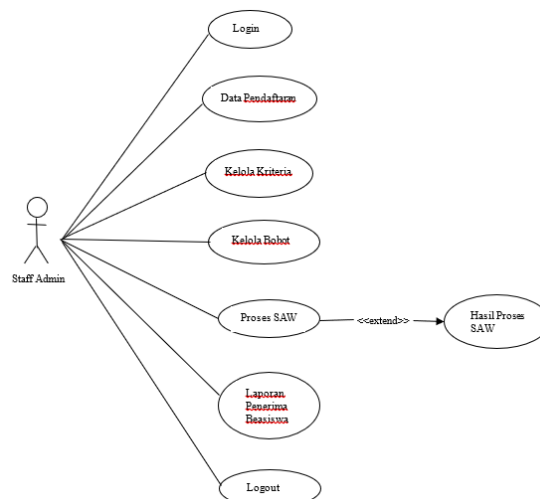 Login
Data Pendaftaran
Kelola Kriteria
Kelola Bobot
Staff Admin
Proses SAW
<<extend>>
Hasil Proses
SAW
Laporan
Penerima
Beasiswa
Logout